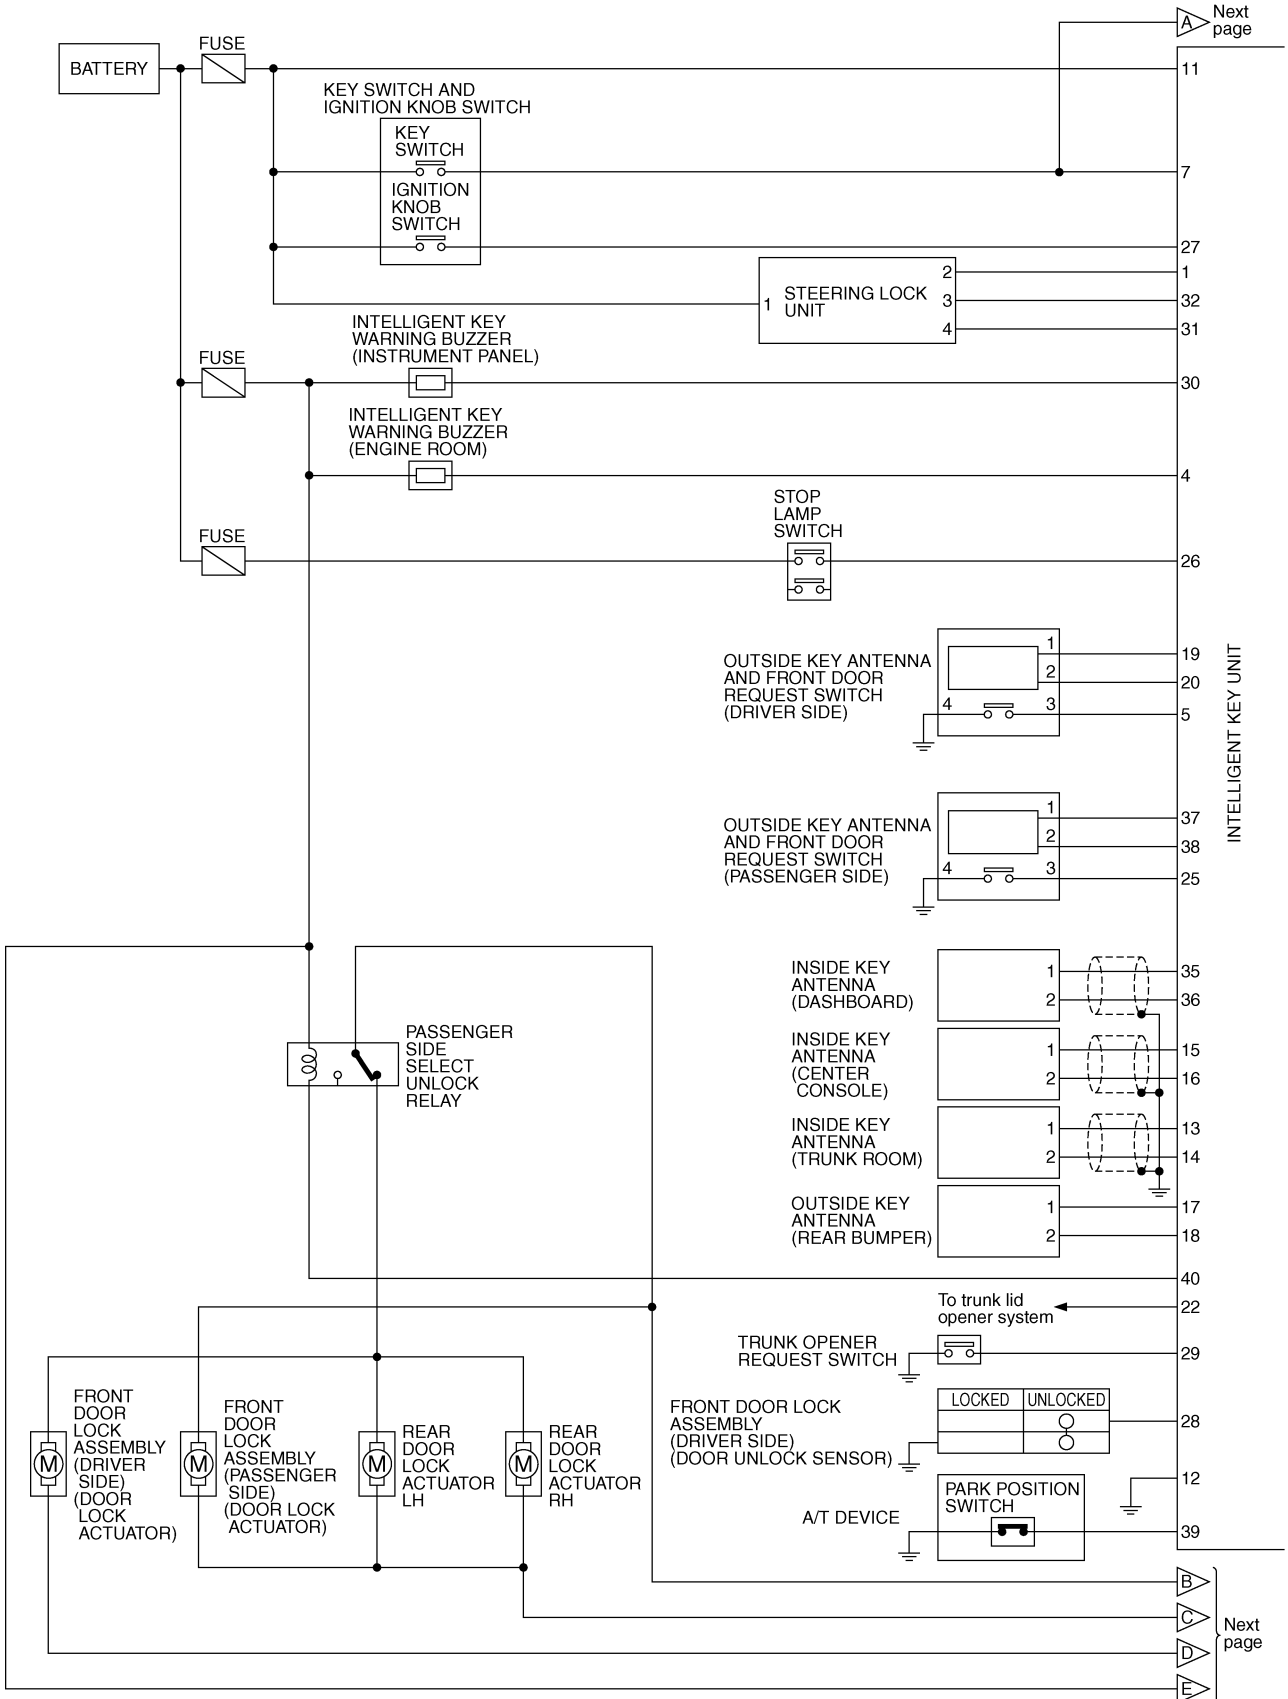 A
Next
page
BATTERY
FUSE
11
KEY SWITCH AND
IGNITION KNOB SWITCH
KEY
SWITCH
7
IGNITION
KNOB
SWITCH
27
1
STEERING LOCK
UNIT
2
3
4
1
32
31
INTELLIGENT KEY
WARNING BUZZER
(INSTRUMENT PANEL)
FUSE
30
INTELLIGENT KEY
WARNING BUZZER
(ENGINE ROOM)
4
STOP
LAMP
SWITCH
FUSE
26
OUTSIDE KEY ANTENNA
AND FRONT DOOR
REQUEST SWITCH
(DRIVER SIDE)
1
2
4
3
19
20
5
INTELLIGENT KEY UNIT
OUTSIDE KEY ANTENNA
AND FRONT DOOR
REQUEST SWITCH
(PASSENGER SIDE)
1
2
4
3
37
38
25
INSIDE KEY
ANTENNA
(DASHBOARD)
1
2
35
36
PASSENGER
SIDE
SELECT
UNLOCK
RELAY
INSIDE KEY
ANTENNA
(CENTER
CONSOLE)
1
2
15
16
INSIDE KEY
ANTENNA
(TRUNK ROOM)
1
2
13
14
OUTSIDE KEY
ANTENNA
(REAR BUMPER)
1
2
17
18
40
To trunk lid
opener system
22
TRUNK OPENER
REQUEST SWITCH
29
FRONT DOOR LOCK
ASSEMBLY
(DRIVER SIDE)
(DOOR UNLOCK SENSOR)
LOCKED
UNLOCKED
28
12
A/T DEVICE
PARK POSITION
SWITCH
39
FRONT
DOOR
LOCK
ASSEMBLY
(DRIVER
SIDE)
(DOOR
LOCK
ACTUATOR)
M
FRONT
DOOR
LOCK
ASSEMBLY
(PASSENGER
SIDE)
(DOOR LOCK
ACTUATOR)
M
REAR
DOOR
LOCK
ACTUATOR
LH
M
REAR
DOOR
LOCK
ACTUATOR
RH
M
B
C
D
E
Next
page